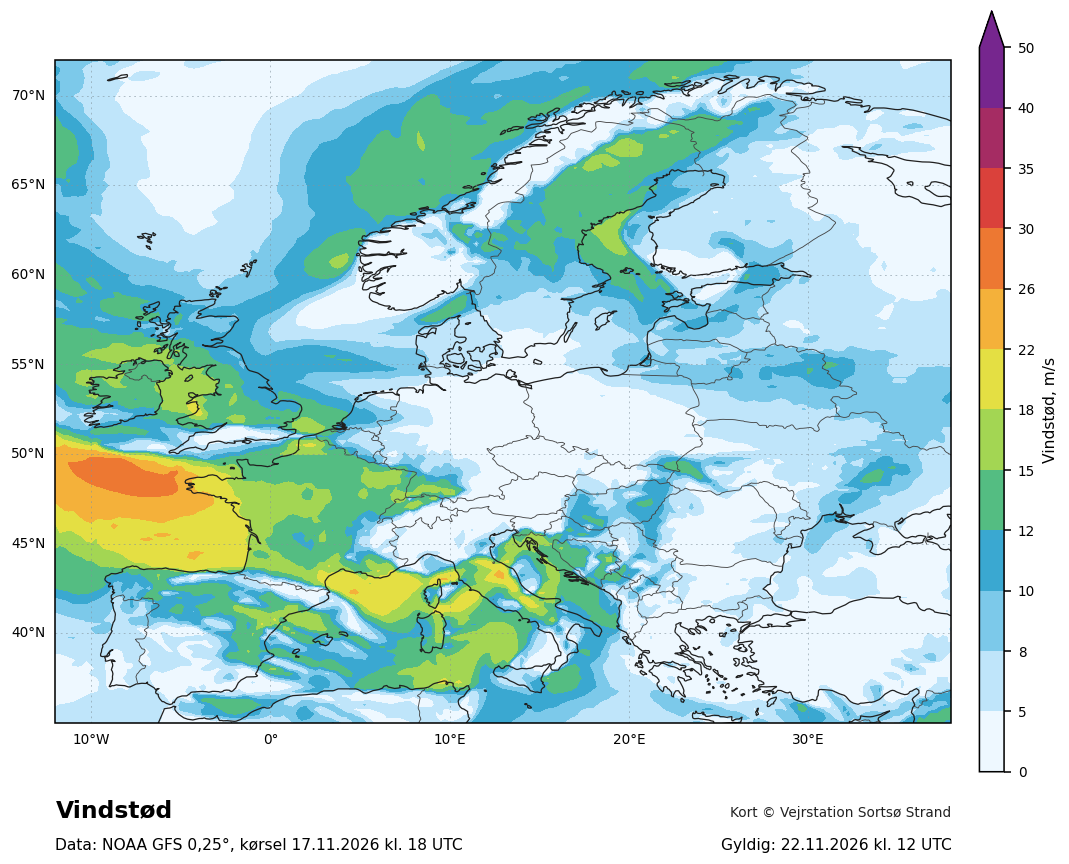 50
40
35
30
26
22
18
15
12
10
8
5
0
Vindstød, m/s
70°N
65°N
60°N
55°N
50°N
45°N
40°N
10°W
0°
10°E
20°E
30°E
Vindstød
Kort © Vejrstation Sortsø Strand
Data: NOAA GFS 0,25°, kørsel 17.11.2026 kl. 18 UTC
Gyldig: 22.11.2026 kl. 12 UTC